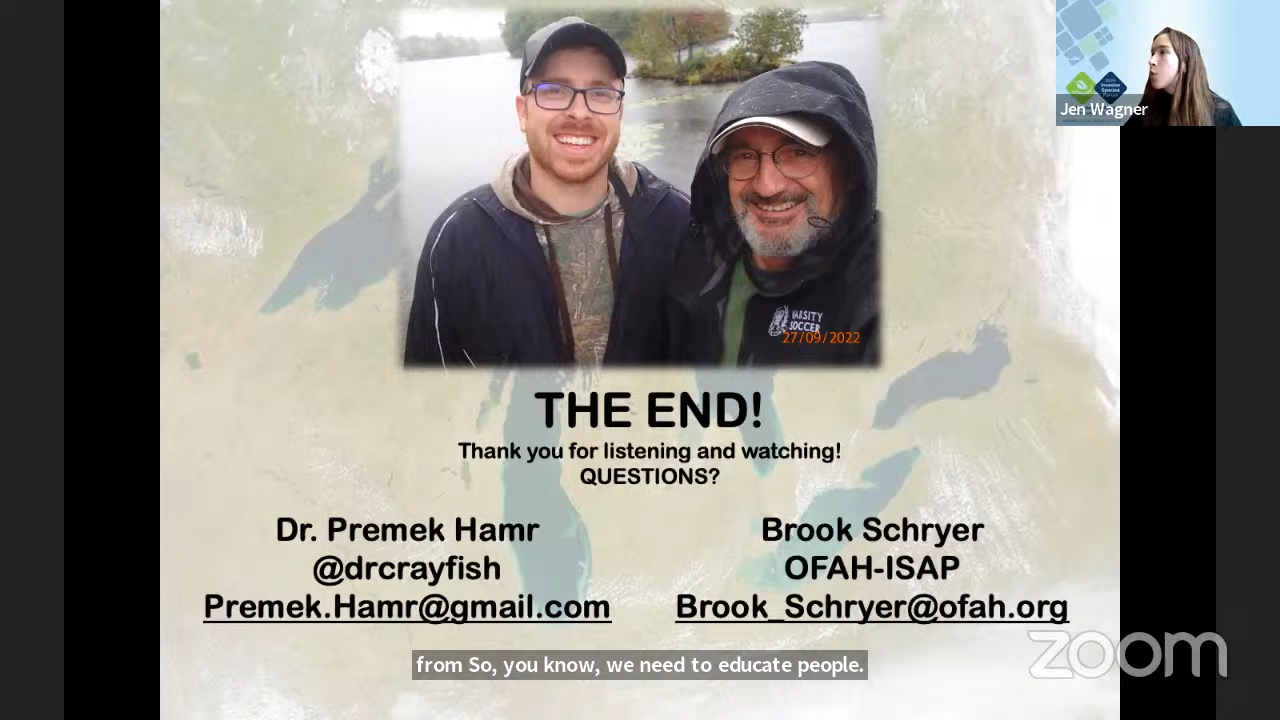 Jen Wagner
VARSITY
SOCCER
27/09/2022
THE END!
Thank you for listening and watching!
QUESTIONS?
Dr. Premek Hamr
@drcrayfish
Premek.Hamr@gmail.com
Brook Schryer
OFAH-ISAP
Brook_Schryer@ofah.org
from So, you know, we need to educate people.
zoom